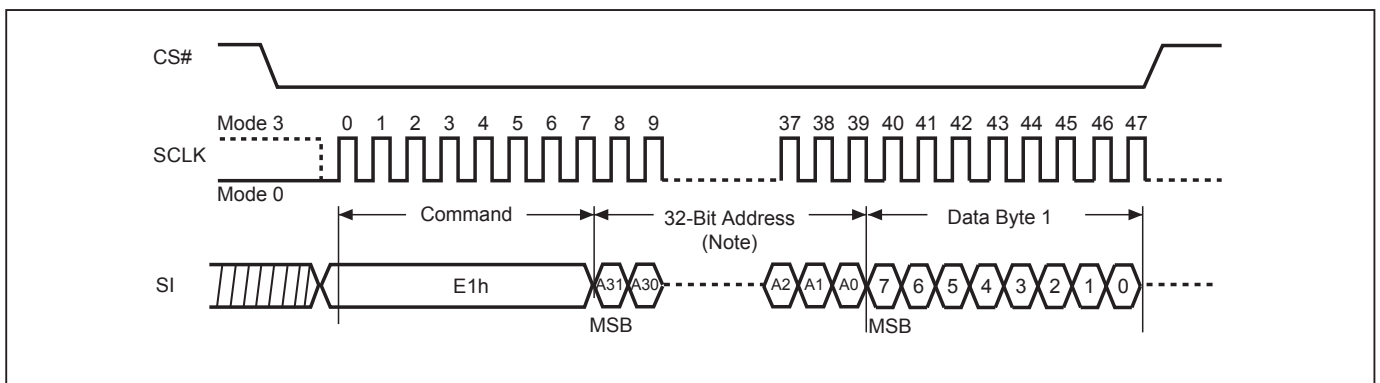 CS#
Mode 3 0 1 2 3 4 5 6 7 8 9 37 38 39 40 41 42 43 44 45 46 47
SCLK
Mode 0
Command 32-Bit Address Data Byte 1
(Note)
SI E1h A31 A30 A2 A1 A0 7 6 5 4 3 2 1 0
MSB MSB